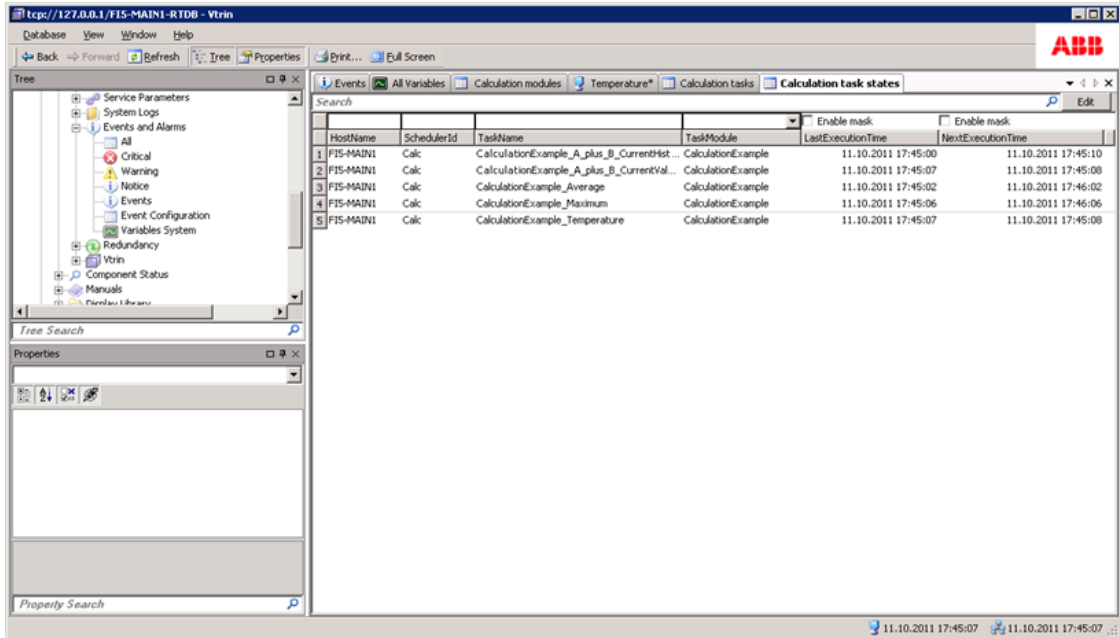 tcp://127.0.0.1/FIS-MAIN1-RTDB - Vtrin
Database View Window Help
Back Forward Refresh Tree Properties Print... Full Screen
ABB
Tree
Service Parameters
System Logs
Events and Alarms
All
Critical
Warning
Notice
Events
Event Configuration
Variables System
Redundancy
Vtrin
Component Status
Manuals
Display Library
Tree Search
Properties
Property Search
Events All Variables Calculation modules Temperature* Calculation tasks Calculation task states
Search Edit
Enable mask Enable mask
HostName SchedulerId TaskName TaskModule LastExecutionTime NextExecutionTime
1 FIS-MAIN1 Calc CalculationExample_A_plus_B_CurrentHist... CalculationExample 11.10.2011 17:45:00 11.10.2011 17:45:10
2 FIS-MAIN1 Calc CalculationExample_A_plus_B_CurrentVal... CalculationExample 11.10.2011 17:45:07 11.10.2011 17:45:08
3 FIS-MAIN1 Calc CalculationExample_Average CalculationExample 11.10.2011 17:45:02 11.10.2011 17:46:02
4 FIS-MAIN1 Calc CalculationExample_Maximum CalculationExample 11.10.2011 17:45:06 11.10.2011 17:46:06
5 FIS-MAIN1 Calc CalculationExample_Temperature CalculationExample 11.10.2011 17:45:07 11.10.2011 17:45:08
11.10.2011 17:45:07 11.10.2011 17:45:07